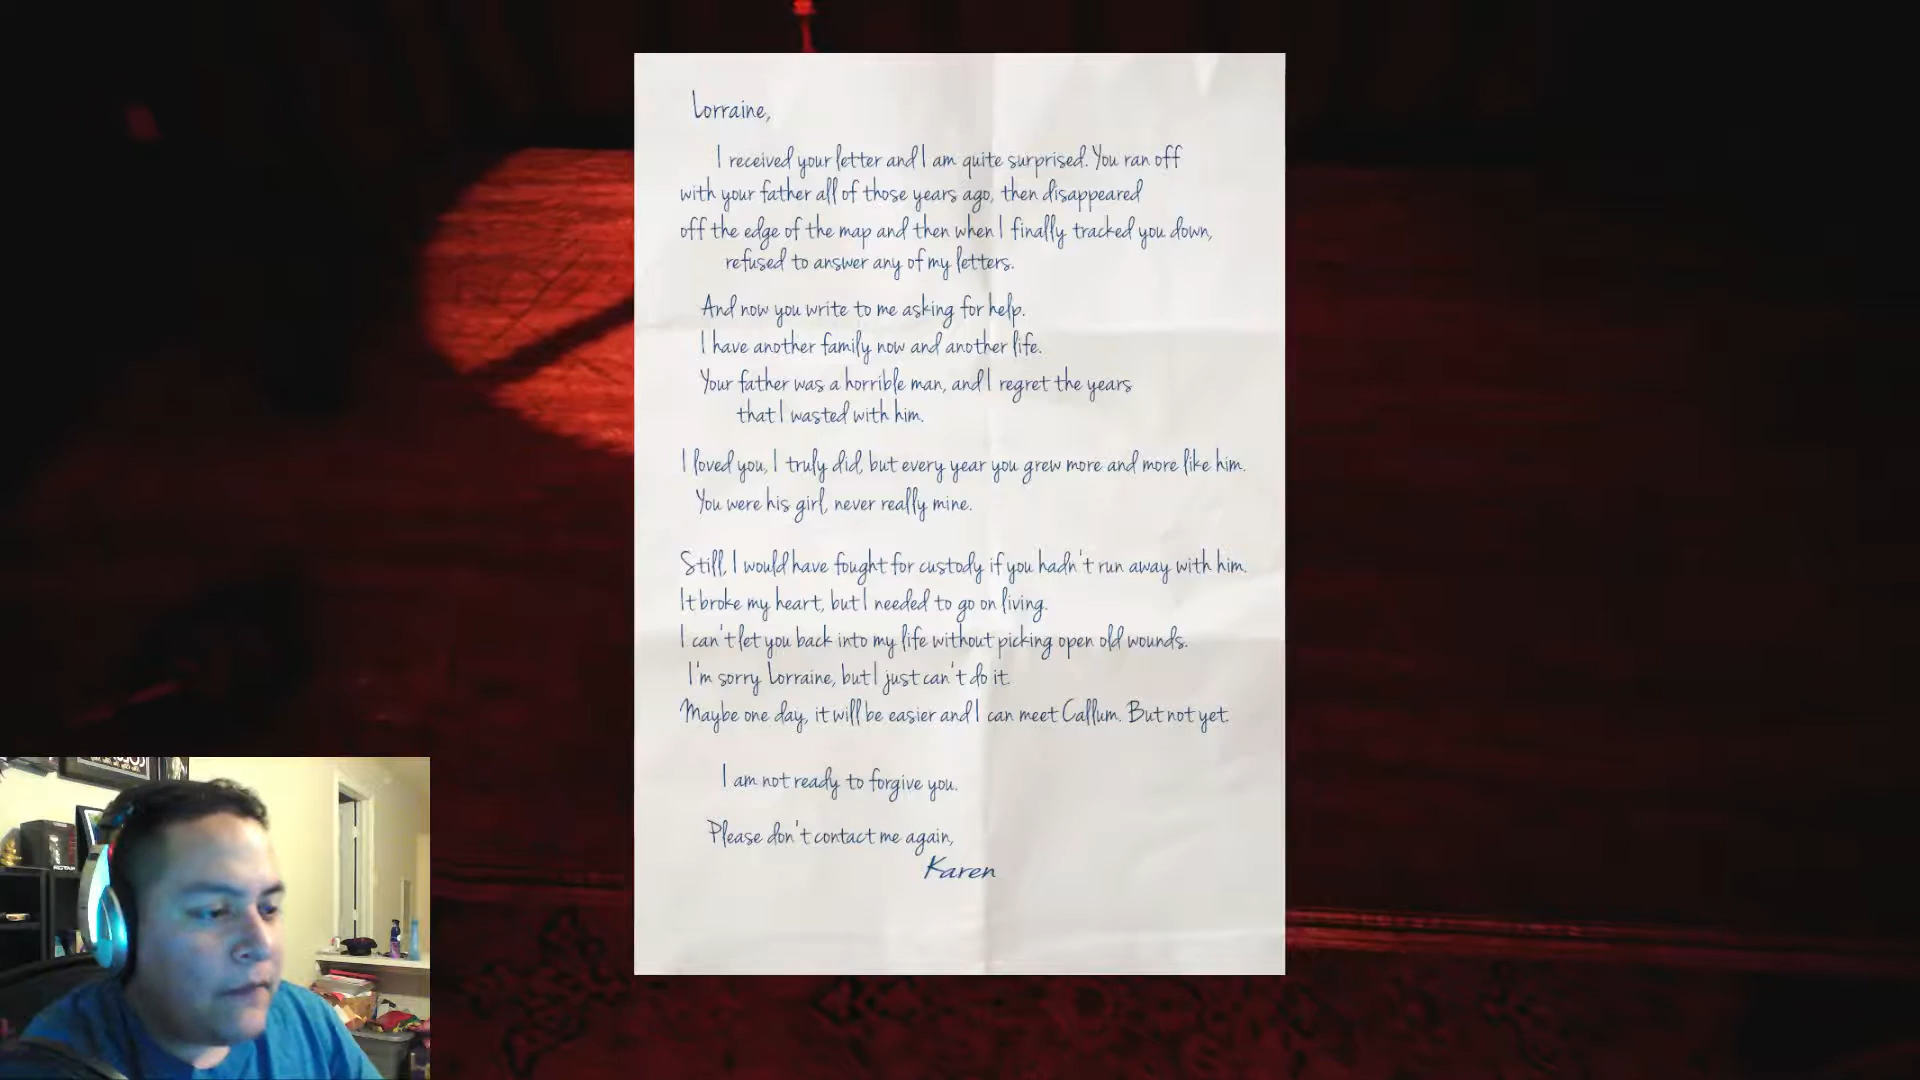 Lorraine,
I received your letter and I am quite surprised. You ran off
with your father all of those years ago, then disappeared
off the edge of the map and then when I finally tracked you down,
refused to answer any of my letters.
And now you write to me asking for help.
I have another family now and another life.
Your father was a horrible man, and I regret the years
that I wasted with him.
I loved you, I truly did, but every year you grew more and more like him.
You were his girl, never really mine.
Still, I would have fought for custody if you hadn't run away with him.
It broke my heart, but I needed to go on living.
I can't let you back into my life without picking open old wounds.
I'm sorry Lorraine, but I just can't do it.
Maybe one day, it will be easier and I can meet Callum. But not yet.
I am not ready to forgive you.
Please don't contact me again,
Karen